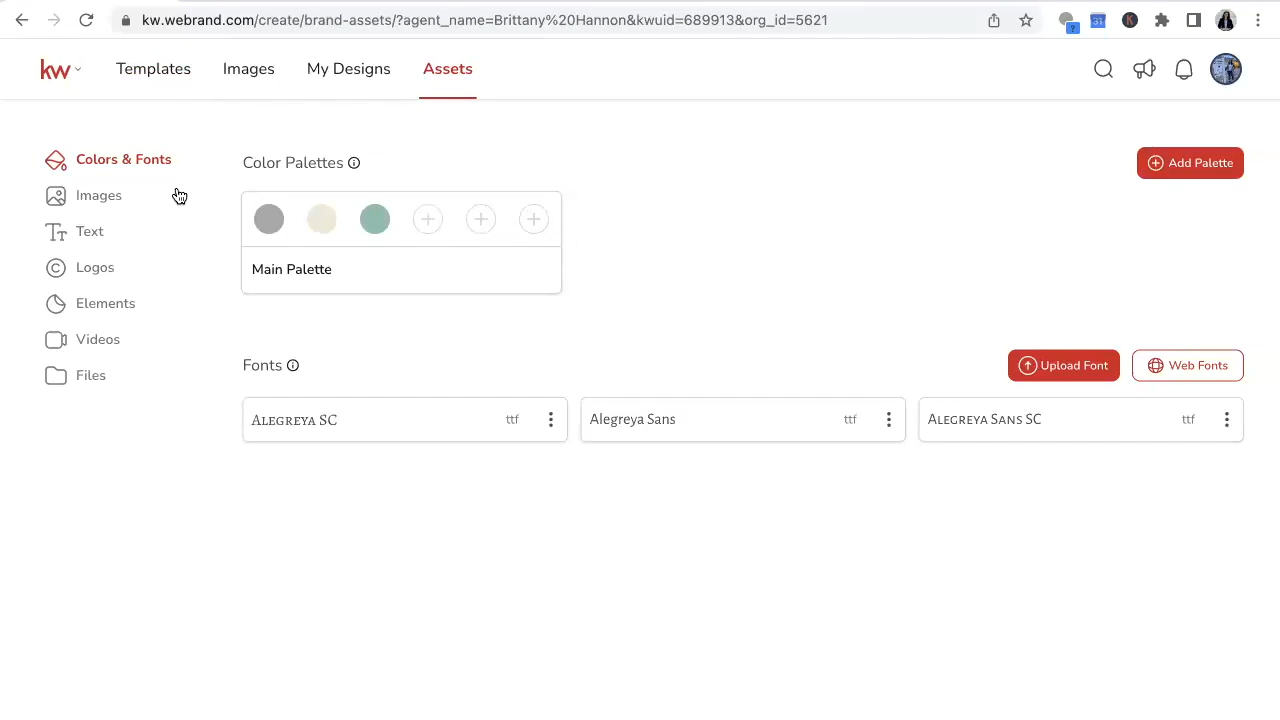 kw.webrand.com/create/brand-assets/?agent_name=Brittany%20Hannon&kwuid=689913&org_id=5621
31
K
?
kw
Templates
Images
My Designs
Assets
Colors & Fonts
Images
Text
Logos
Elements
Videos
Files
Color Palettes
Add Palette
Main Palette
Fonts
Upload Font
Web Fonts
Alegreya SC ttf
Alegreya Sans ttf
Alegreya Sans SC ttf